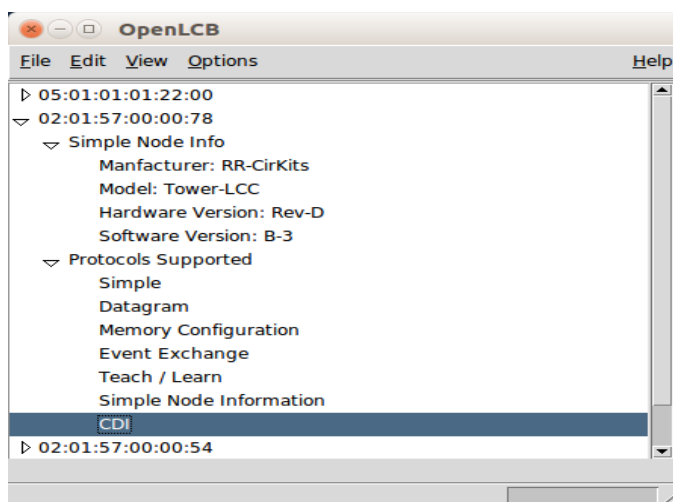 OpenLCB
File Edit View Options Help
05:01:01:01:22:00
02:01:57:00:00:78
Simple Node Info
Manfacturer: RR-CirKits
Model: Tower-LCC
Hardware Version: Rev-D
Software Version: B-3
Protocols Supported
Simple
Datagram
Memory Configuration
Event Exchange
Teach / Learn
Simple Node Information
CDI
02:01:57:00:00:54